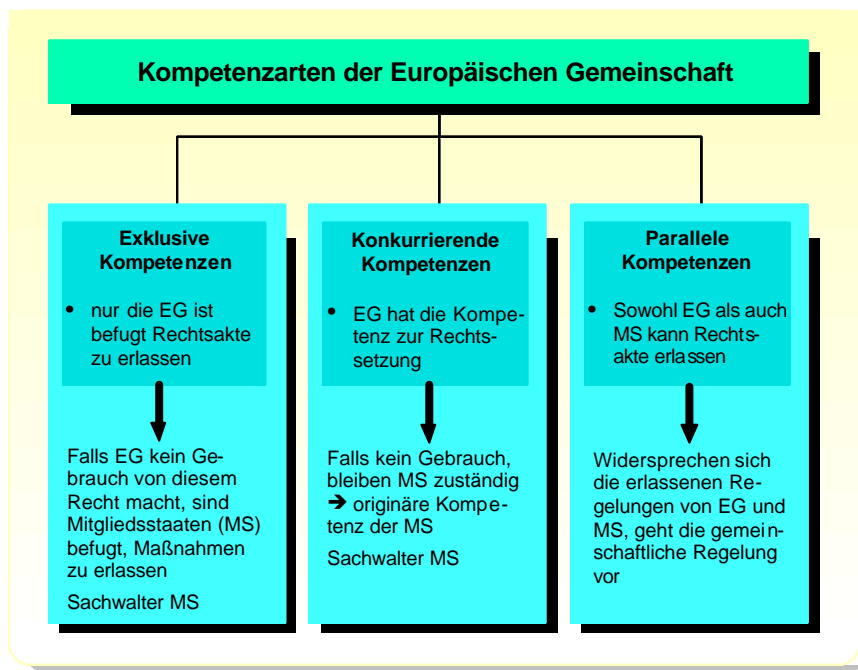 Kompetenzarten der Europäischen Gemeinschaft
Exklusive
Kompetenzen
• nur die EG ist
befugt Rechtsakte
zu erlassen
Falls EG kein Ge-
brauch von diesem
Recht macht, sind
Mitgliedsstaaten (MS)
befugt, Maßnahmen
zu erlassen
Sachwalter MS
Konkurrierende
Kompetenzen
• EG hat die Kompe-
tenz zur Rechts-
setzung
Falls kein Gebrauch,
bleiben MS zuständig
➔ originäre Kompe-
tenz der MS
Sachwalter MS
Parallele
Kompetenzen
• Sowohl EG als auch
MS kann Rechts-
akte erlassen
Widersprechen sich
die erlassenen Re-
gelungen von EG und
MS, geht die gemein-
schaftliche Regelung
vor